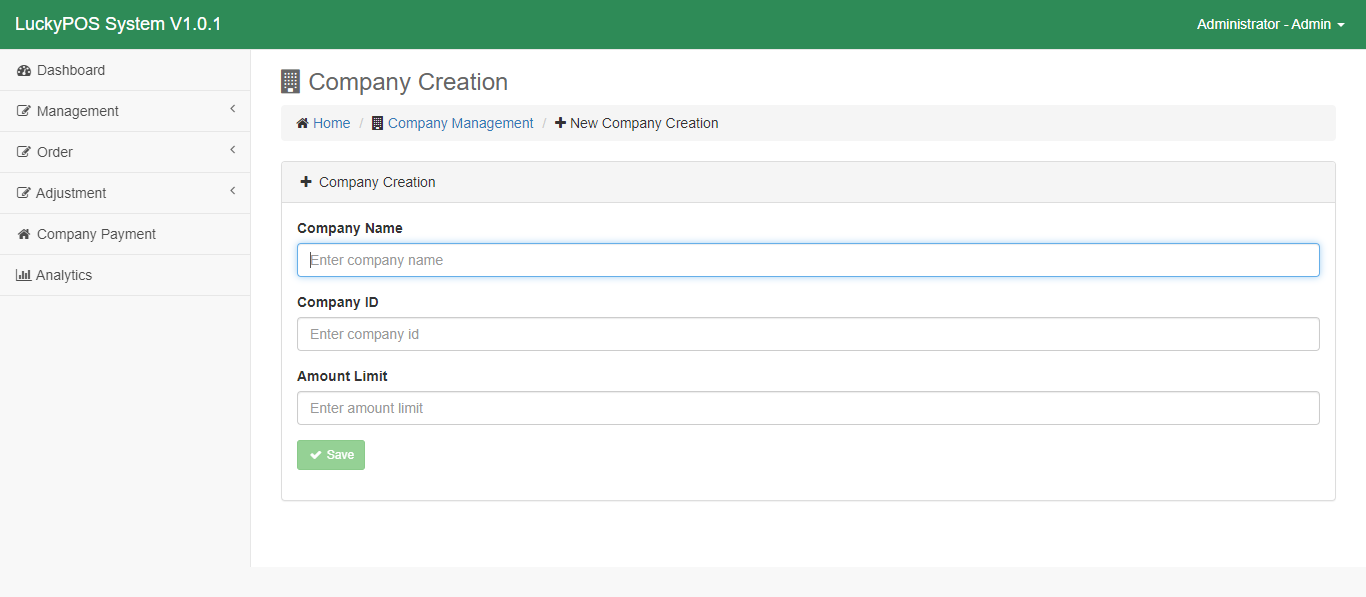 LuckyPOS System V1.0.1
Administrator - Admin
Dashboard
Management
Order
Adjustment
Company Payment
Analytics
Company Creation
Home / Company Management / New Company Creation
Company Creation
Company Name
Enter company name
Company ID
Enter company id
Amount Limit
Enter amount limit
Save